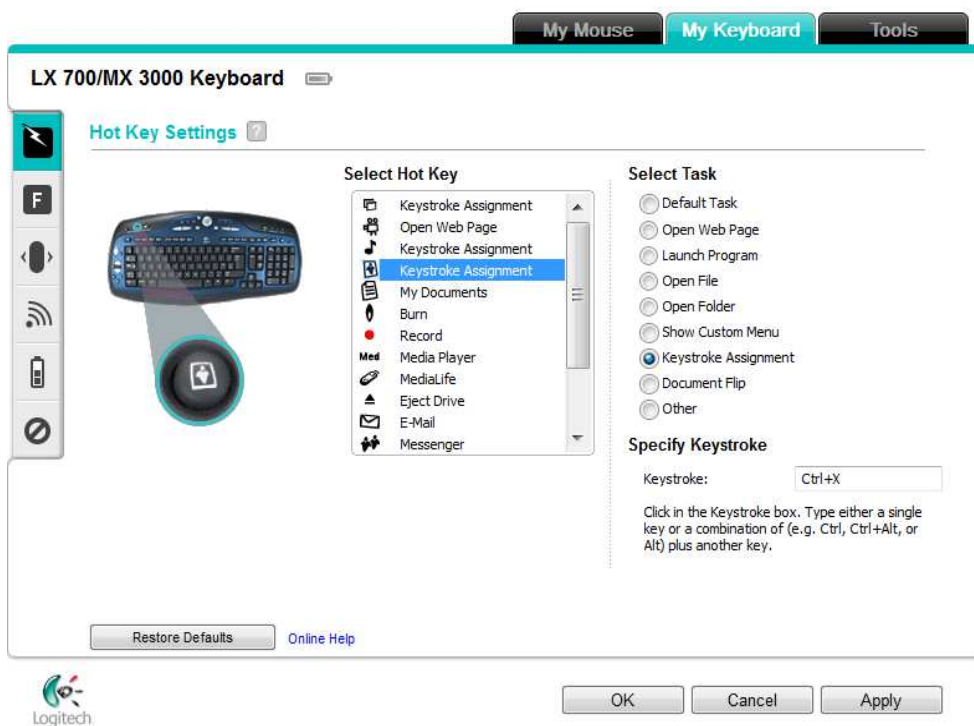 My Mouse
My Keyboard
Tools
LX 700/MX 3000 Keyboard
Hot Key Settings ?
F
Select Hot Key
Keystroke Assignment
Open Web Page
Keystroke Assignment
Keystroke Assignment
My Documents
Burn
Record
Med Media Player
MediaLife
Eject Drive
E-Mail
Messenger
Select Task
Default Task
Open Web Page
Launch Program
Open File
Open Folder
Show Custom Menu
Keystroke Assignment
Document Flip
Other
Specify Keystroke
Keystroke: Ctrl+X
Click in the Keystroke box. Type either a single
key or a combination of (e.g. Ctrl, Ctrl+Alt, or
Alt) plus another key.
Restore Defaults
Online Help
Logitech
OK
Cancel
Apply